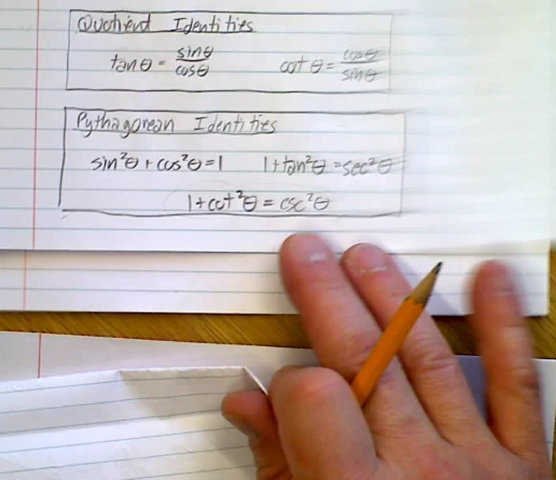 Quotient Identities
tanθ = sinθ/cosθ cotθ = cosθ/sinθ
Pythagorean Identities
sin²θ + cos²θ = 1 1 + tan²θ = sec²θ
1 + cot²θ = csc²θ